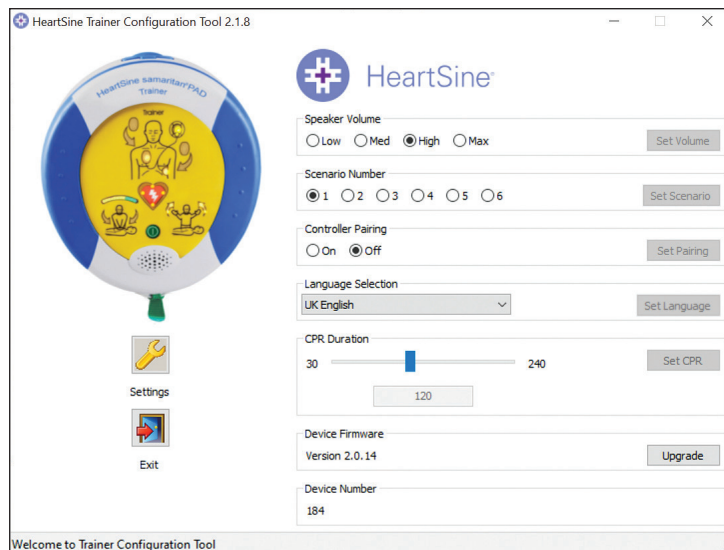 HeartSine Trainer Configuration Tool 2.1.8
HeartSine samaritan PAD
Trainer
Trainer
HeartSine
Speaker Volume
Low Med High Max Set Volume
Scenario Number
1 2 3 4 5 6 Set Scenario
Controller Pairing
On Off Set Pairing
Language Selection
UK English Set Language
CPR Duration
30 240 Set CPR
120
Settings
Device Firmware
Version 2.0.14 Upgrade
Exit
Device Number
184
Welcome to Trainer Configuration Tool